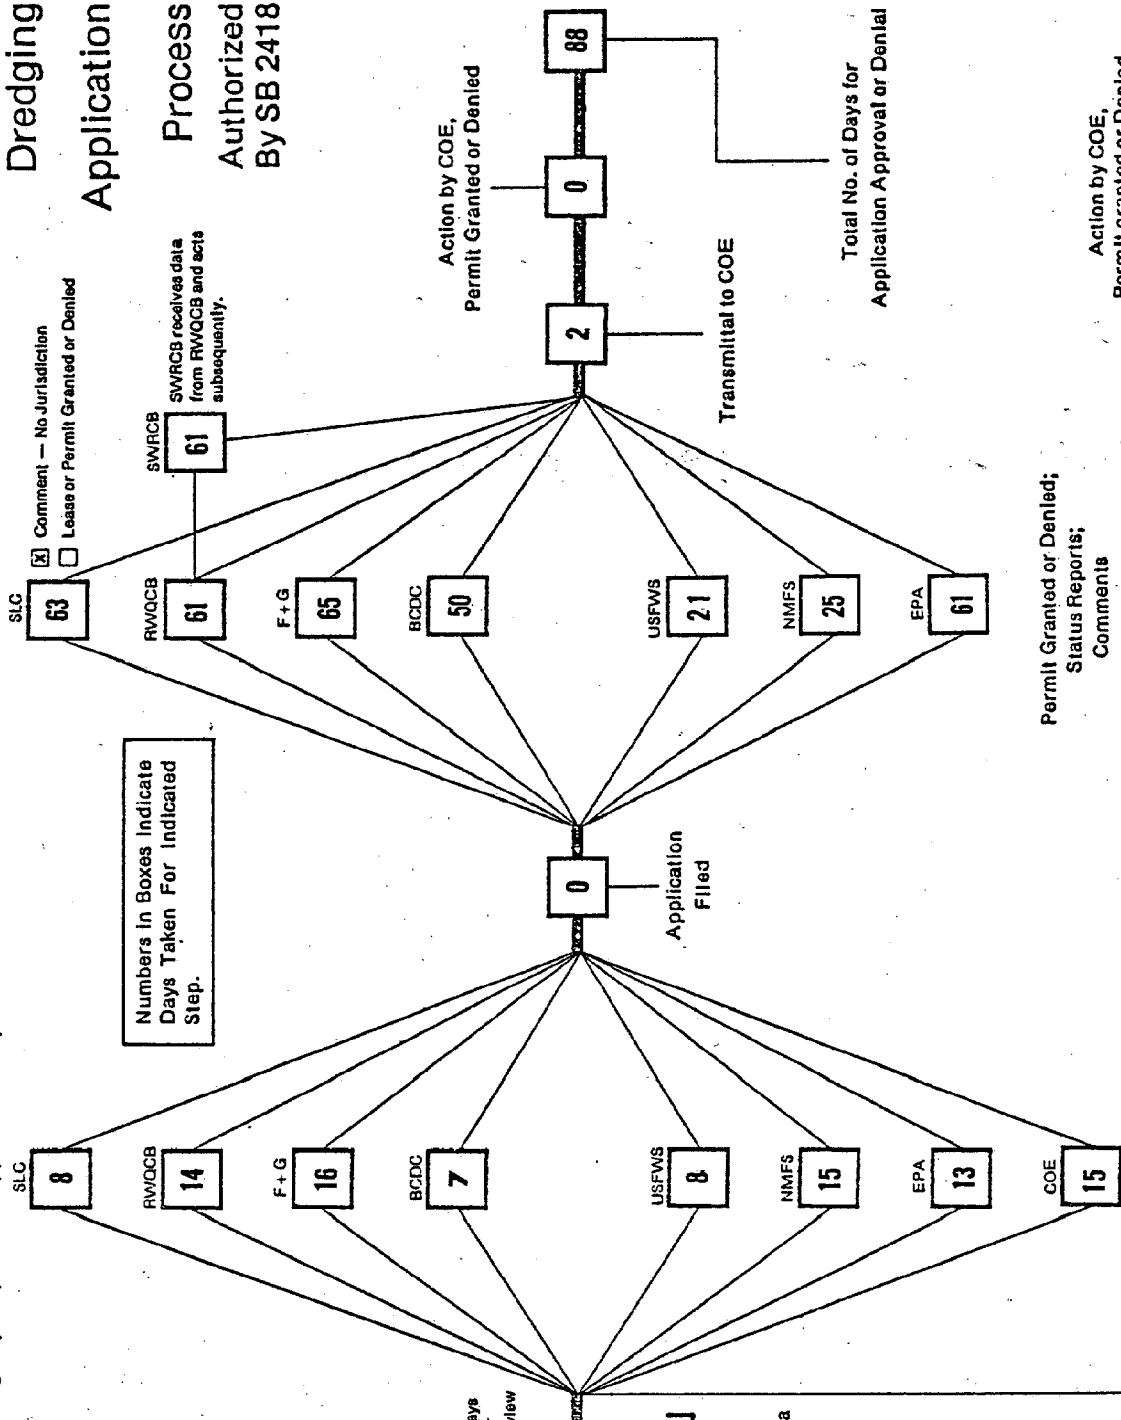 Dredging
Application
Process
Authorized
By SB 2418
Numbers In Boxes Indicate
Days Taken For Indicated
Step.
SLC
8
RWQCB
14
F+G
16
BCDC
7
USFWS
8
NMFS
15
EPA
13
COE
15
0
Application
Filed
SLC
63
[X] Comment — No Jurisdiction
Lease or Permit Granted or Denied
RWQCB
61
SWRCB
61
SWRCB receives data
from RWQCB and acts
subsequently.
F+G
65
BCDC
50
USFWS
21
NMFS
25
EPA
61
2
Transmittal to COE
0
Action by COE,
Permit Granted or Denied
88
Total No. of Days for
Application Approval or Denial
Permit Granted or Denied;
Status Reports;
Comments
Action by COE,
Permit granted or Denied